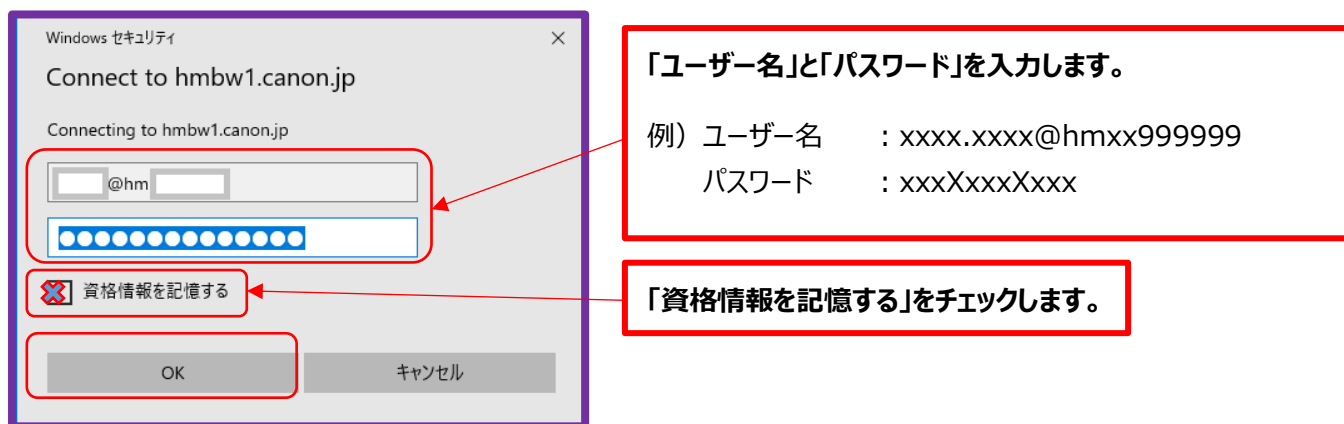 Windows セキュリティ
Connect to hmbw1.canon.jp
Connecting to hmbw1.canon.jp
@hm
●●●●●●●●●●●●●●
資格情報を記憶する
OK
キャンセル
「ユーザー名」と「パスワード」を入力します。
例）ユーザー名　：xxxx.xxxx@hmxx999999
パスワード　：xxxXxxxXxxx
「資格情報を記憶する」をチェックします。